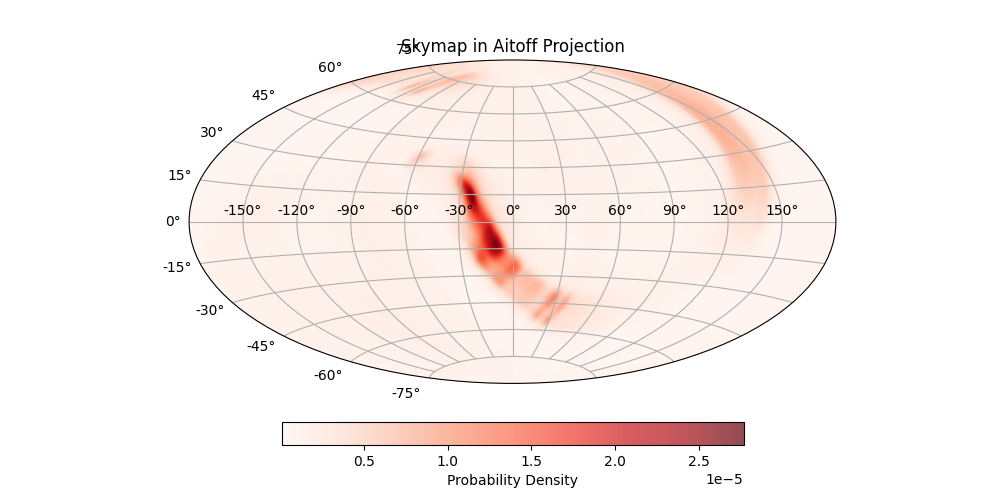 Skymap in Aitoff Projection
75°
60°
45°
30°
15°
-150° -120° -90° -60° -30° 0° 30° 60° 90° 120° 150°
0°
-15°
-30°
-45°
-60°
-75°
0.5 1.0 1.5 2.0 2.5
1e−5
Probability Density